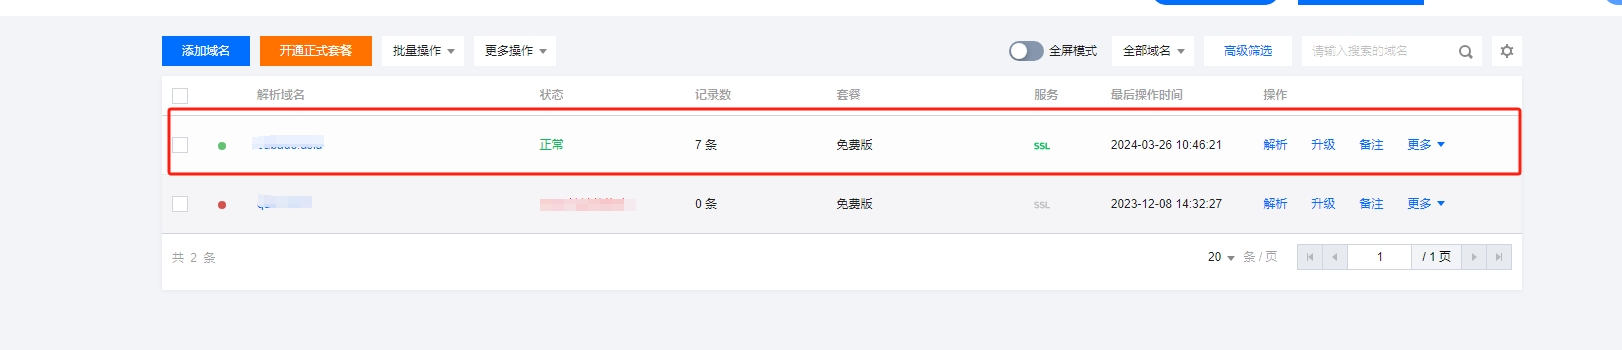 添加域名 开通正式套餐 批量操作 更多操作 全屏模式 全部域名 高级筛选 请输入搜索的域名
解析域名 状态 记录数 套餐 服务 最后操作时间 操作
正常 7 条 免费版 SSL 2024-03-26 10:46:21 解析 升级 备注 更多
0 条 免费版 SSL 2023-12-08 14:32:27 解析 升级 备注 更多
共 2 条 20 条 / 页 1 / 1 页